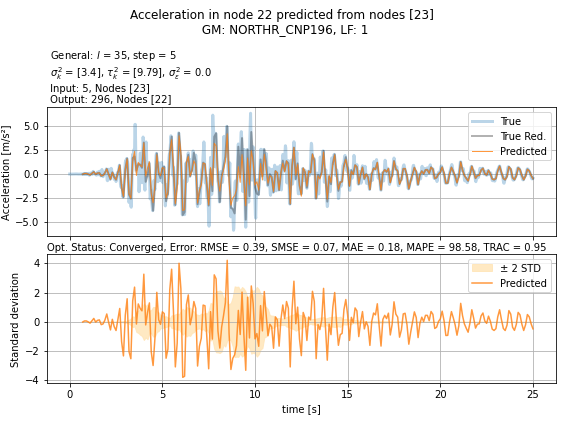 Acceleration in node 22 predicted from nodes [23]
GM: NORTHR_CNP196, LF: 1
General: l = 35, step = 5
σ²ₖ = [3.4], τ²ₖ = [9.79], σ²ε = 0.0
Input: 5, Nodes [23]
Output: 296, Nodes [22]
True
True Red.
Predicted
Acceleration [m/s²]
5.0
2.5
0.0
−2.5
−5.0
Opt. Status: Converged, Error: RMSE = 0.39, SMSE = 0.07, MAE = 0.18, MAPE = 98.58, TRAC = 0.95
± 2 STD
Predicted
Standard deviation
4
2
0
−2
−4
0 5 10 15 20 25
time [s]